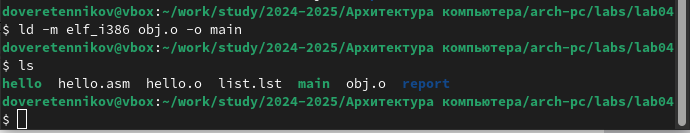 doveretennikov@vbox:~/work/study/2024-2025/Архитектура компьютера/arch-pc/labs/lab04
$ ld -m elf_i386 obj.o -o main
doveretennikov@vbox:~/work/study/2024-2025/Архитектура компьютера/arch-pc/labs/lab04
$ ls
hello hello.asm hello.o list.lst main obj.o report
doveretennikov@vbox:~/work/study/2024-2025/Архитектура компьютера/arch-pc/labs/lab04
$